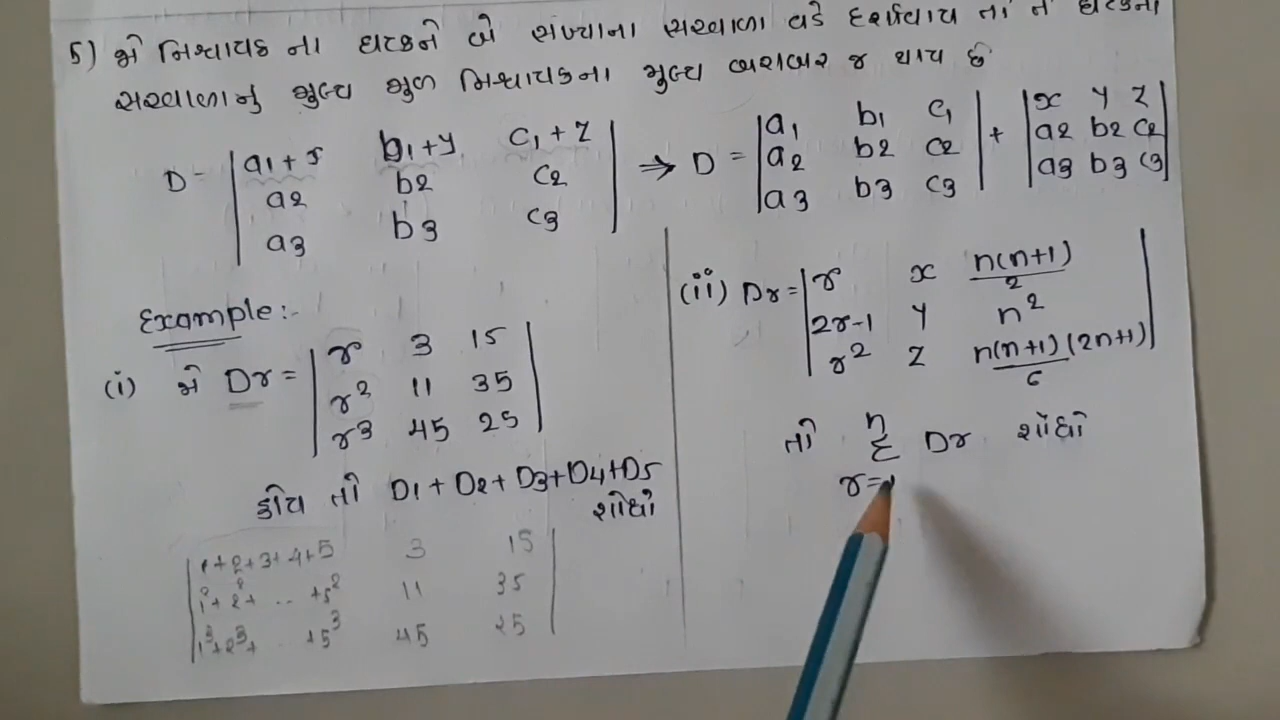 5) જો નિશ્ચાયક ના ઘટકને બે સંખ્યાના સરવાળા વડે દર્શાવાય તો તે ઘટકના
સરવાળાનું મુલ્ય મુળ નિશ્ચાયકના મુલ્ય બરાબર જ થાય છે
D = | a1 + x b1 + y c1 + z | ⇒ D = | a1 b1 c1 | + | x y z |
| a2 b2 c2 | | a2 b2 c2 | | a2 b2 c2 |
| a3 b3 c3 | | a3 b3 c3 | | a3 b3 c3 |
Example:-
(i) જો Dr = | r 3 15 |
| r² 11 35 |
| r³ 45 25 |
હોય તો D1 + D2 + D3 + D4 + D5
શોધો
| 1+2+3+4+5 3 15 |
| 1²+2²+ .. +5² 11 35 |
| 1³+2³+ .. +5³ 45 25 |
(ii) Dr = | r x n(n+1)/2 |
| 2r-1 y n² |
| r² z n(n+1)(2n+1)/6 |
તો n Σ Dr શોધો
r=1